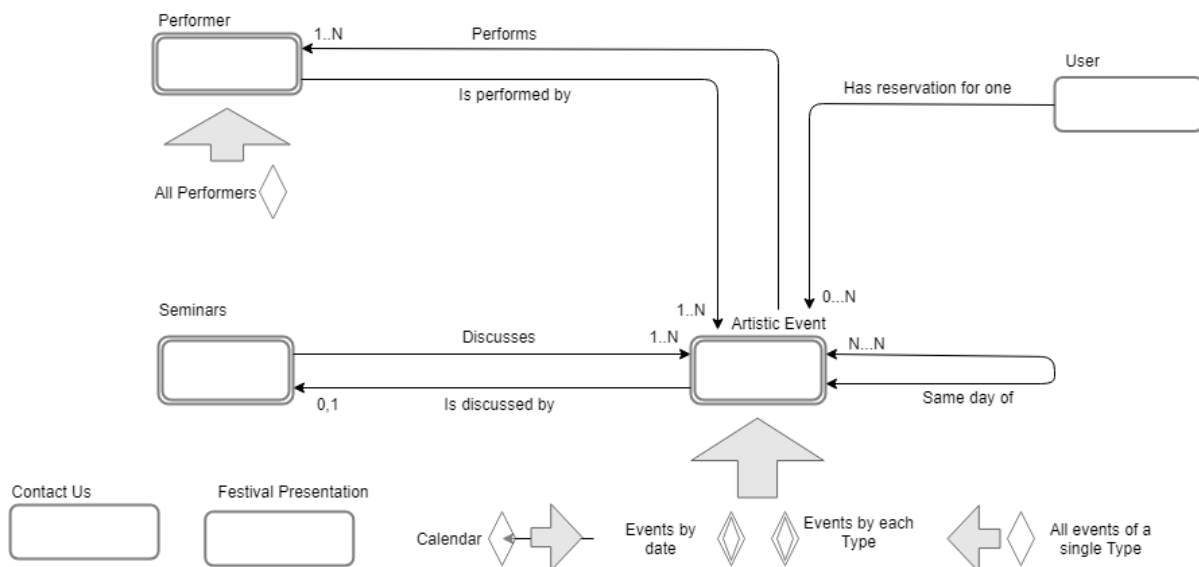 Performer
1..N
Performs
Is performed by
User
Has reservation for one
All Performers
Seminars
1..N
0...N
Artistic Event
Discusses
1..N
N...N
0,1
Is discussed by
Same day of
Contact Us
Festival Presentation
Calendar
Events by
date
Events by each
Type
All events of a
single Type